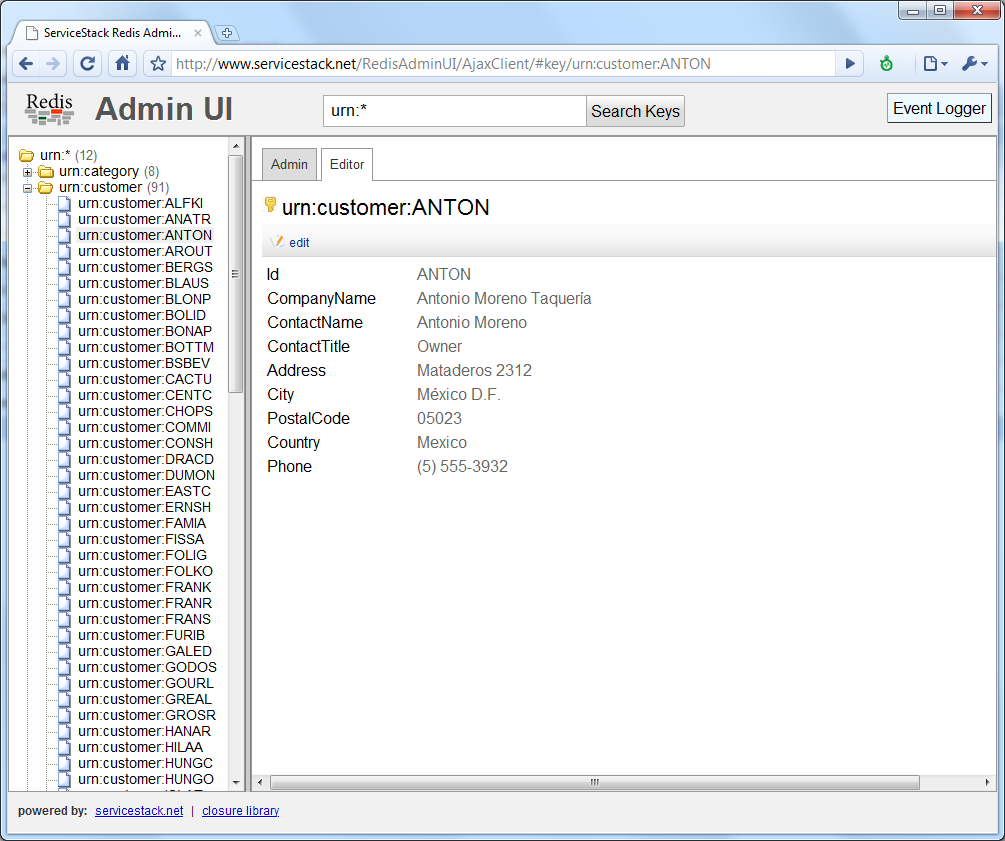 ServiceStack Redis Admi...
http://www.servicestack.net/RedisAdminUI/AjaxClient/#key/urn:customer:ANTON
Redis Admin UI
urn:*
Search Keys
Event Logger
urn:* (12)
urn:category (8)
urn:customer (91)
urn:customer:ALFKI
urn:customer:ANATR
urn:customer:ANTON
urn:customer:AROUT
urn:customer:BERGS
urn:customer:BLAUS
urn:customer:BLONP
urn:customer:BOLID
urn:customer:BONAP
urn:customer:BOTTM
urn:customer:BSBEV
urn:customer:CACTU
urn:customer:CENTC
urn:customer:CHOPS
urn:customer:COMMI
urn:customer:CONSH
urn:customer:DRACD
urn:customer:DUMON
urn:customer:EASTC
urn:customer:ERNSH
urn:customer:FAMIA
urn:customer:FISSA
urn:customer:FOLIG
urn:customer:FOLKO
urn:customer:FRANK
urn:customer:FRANR
urn:customer:FRANS
urn:customer:FURIB
urn:customer:GALED
urn:customer:GODOS
urn:customer:GOURL
urn:customer:GREAL
urn:customer:GROSR
urn:customer:HANAR
urn:customer:HILAA
urn:customer:HUNGC
urn:customer:HUNGO
Admin Editor
urn:customer:ANTON
edit
Id ANTON
CompanyName Antonio Moreno Taquería
ContactName Antonio Moreno
ContactTitle Owner
Address Mataderos 2312
City México D.F.
PostalCode 05023
Country Mexico
Phone (5) 555-3932
powered by: servicestack.net | closure library